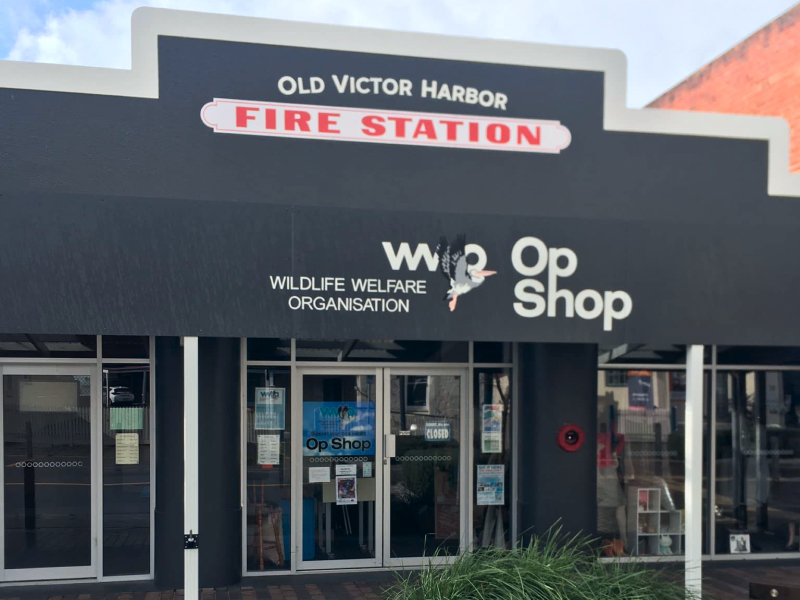 OLD VICTOR HARBOR
FIRE STATION
wwo
Op
Shop
WILDLIFE WELFARE
ORGANISATION
Op Shop
CLOSED